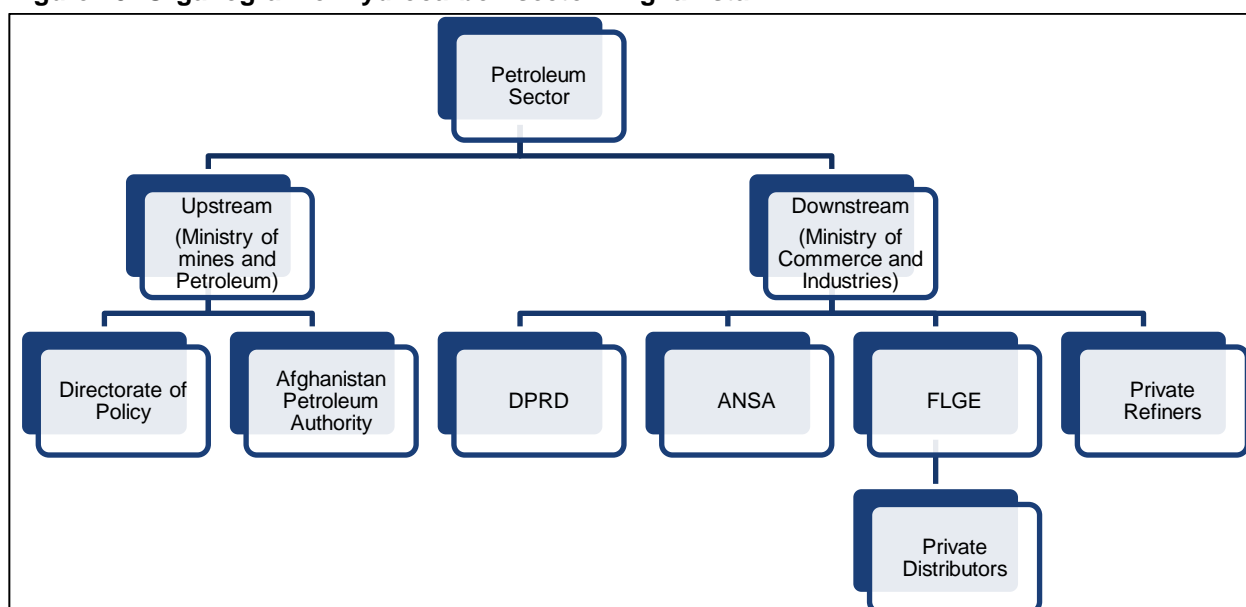 Petroleum
Sector
Upstream
(Ministry of
mines and
Petroleum)
Downstream
(Ministry of
Commerce and
Industries)
Directorate of
Policy
Afghanistan
Petroleum
Authority
DPRD
ANSA
FLGE
Private
Refiners
Private
Distributors